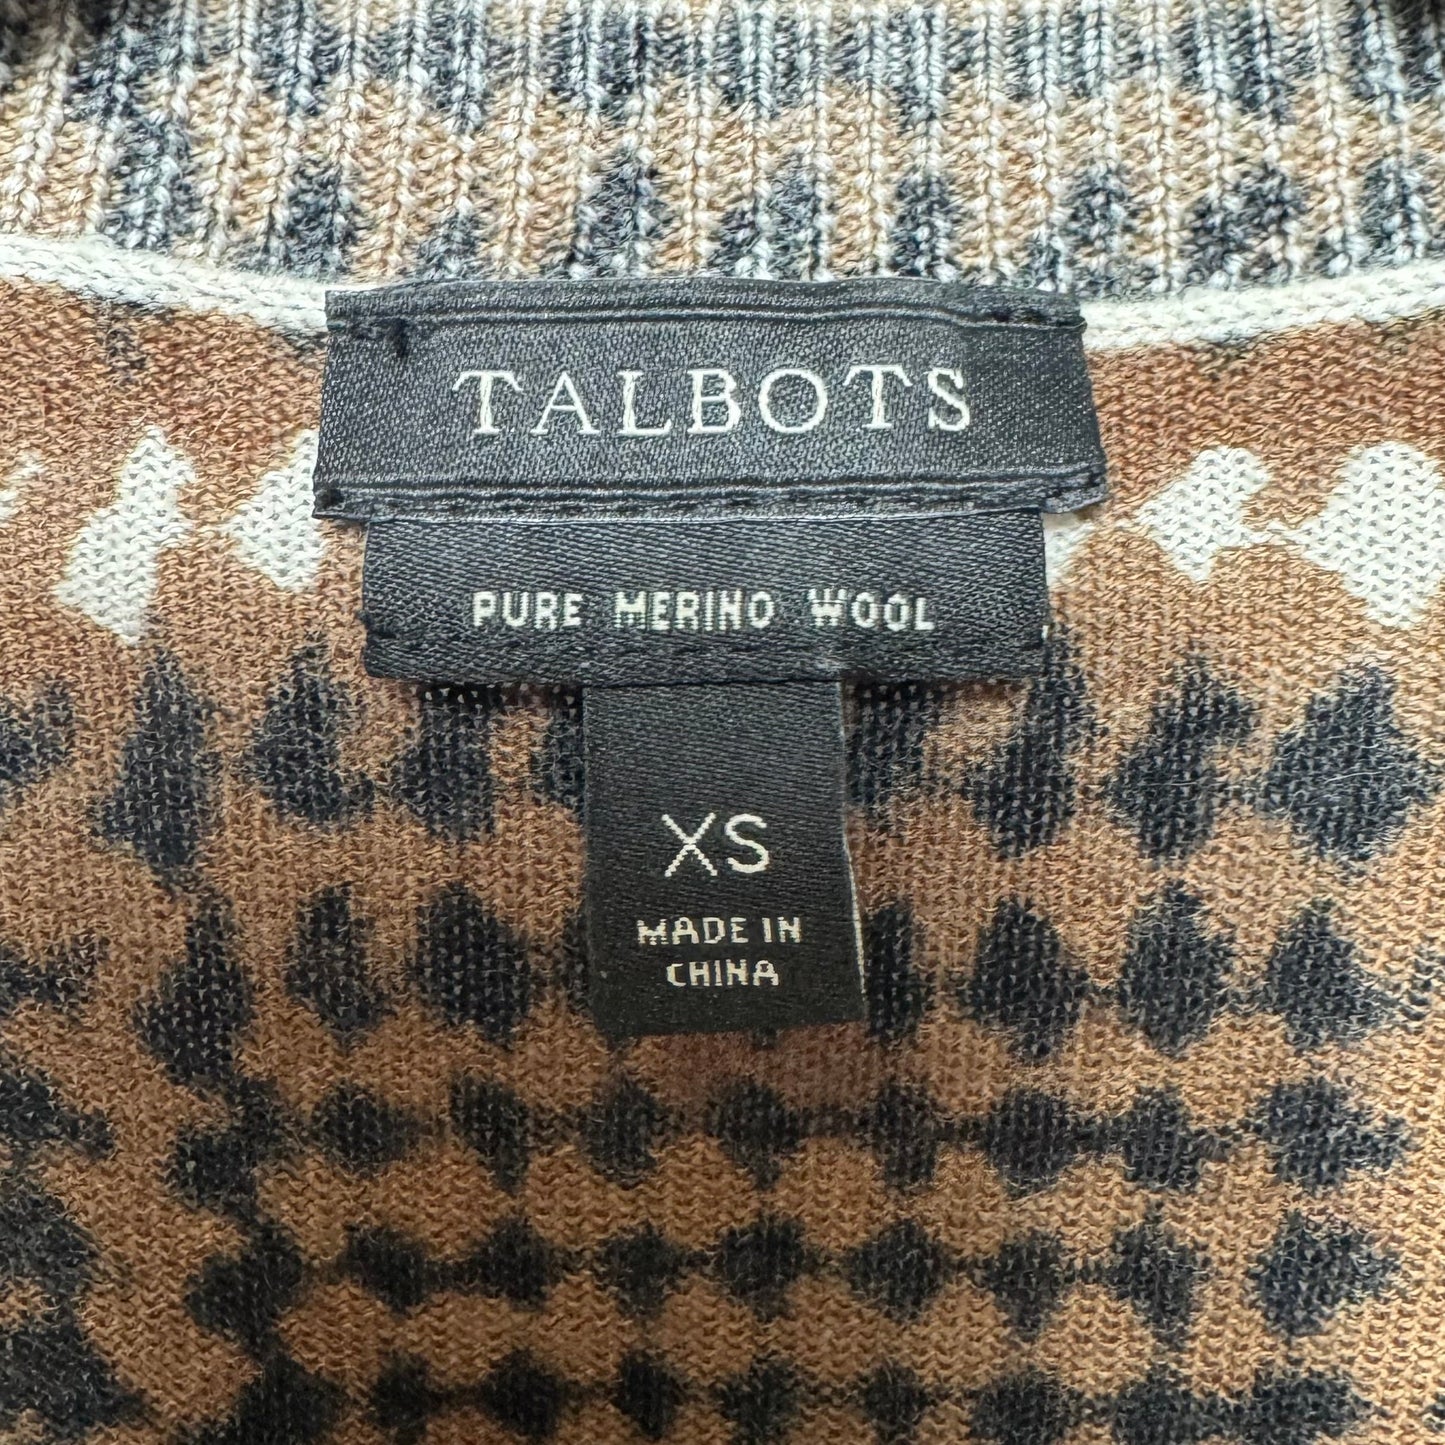 TALBOTS
PURE MERINO WOOL
XS
MADE IN
CHINA